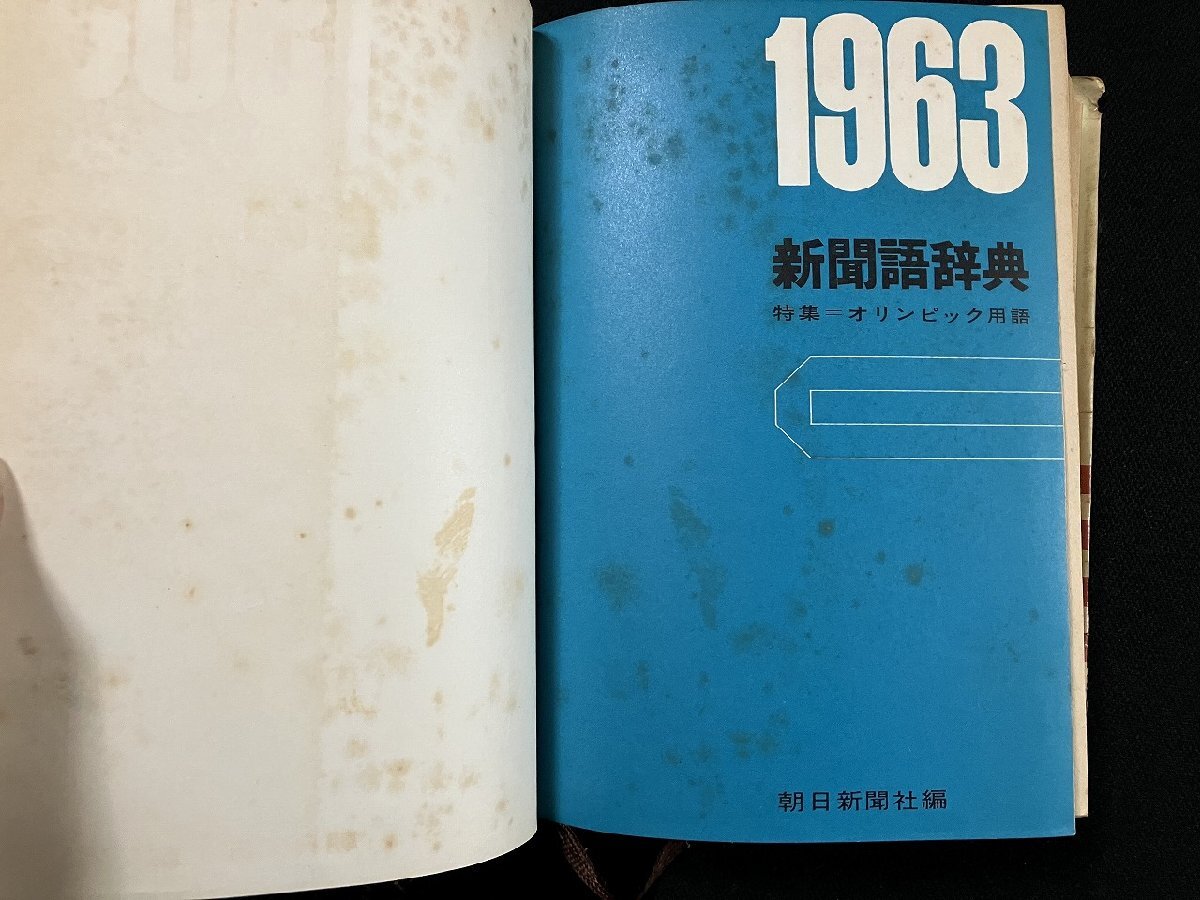 1963
新聞語辞典
特集=オリンピック用語
朝日新聞社編